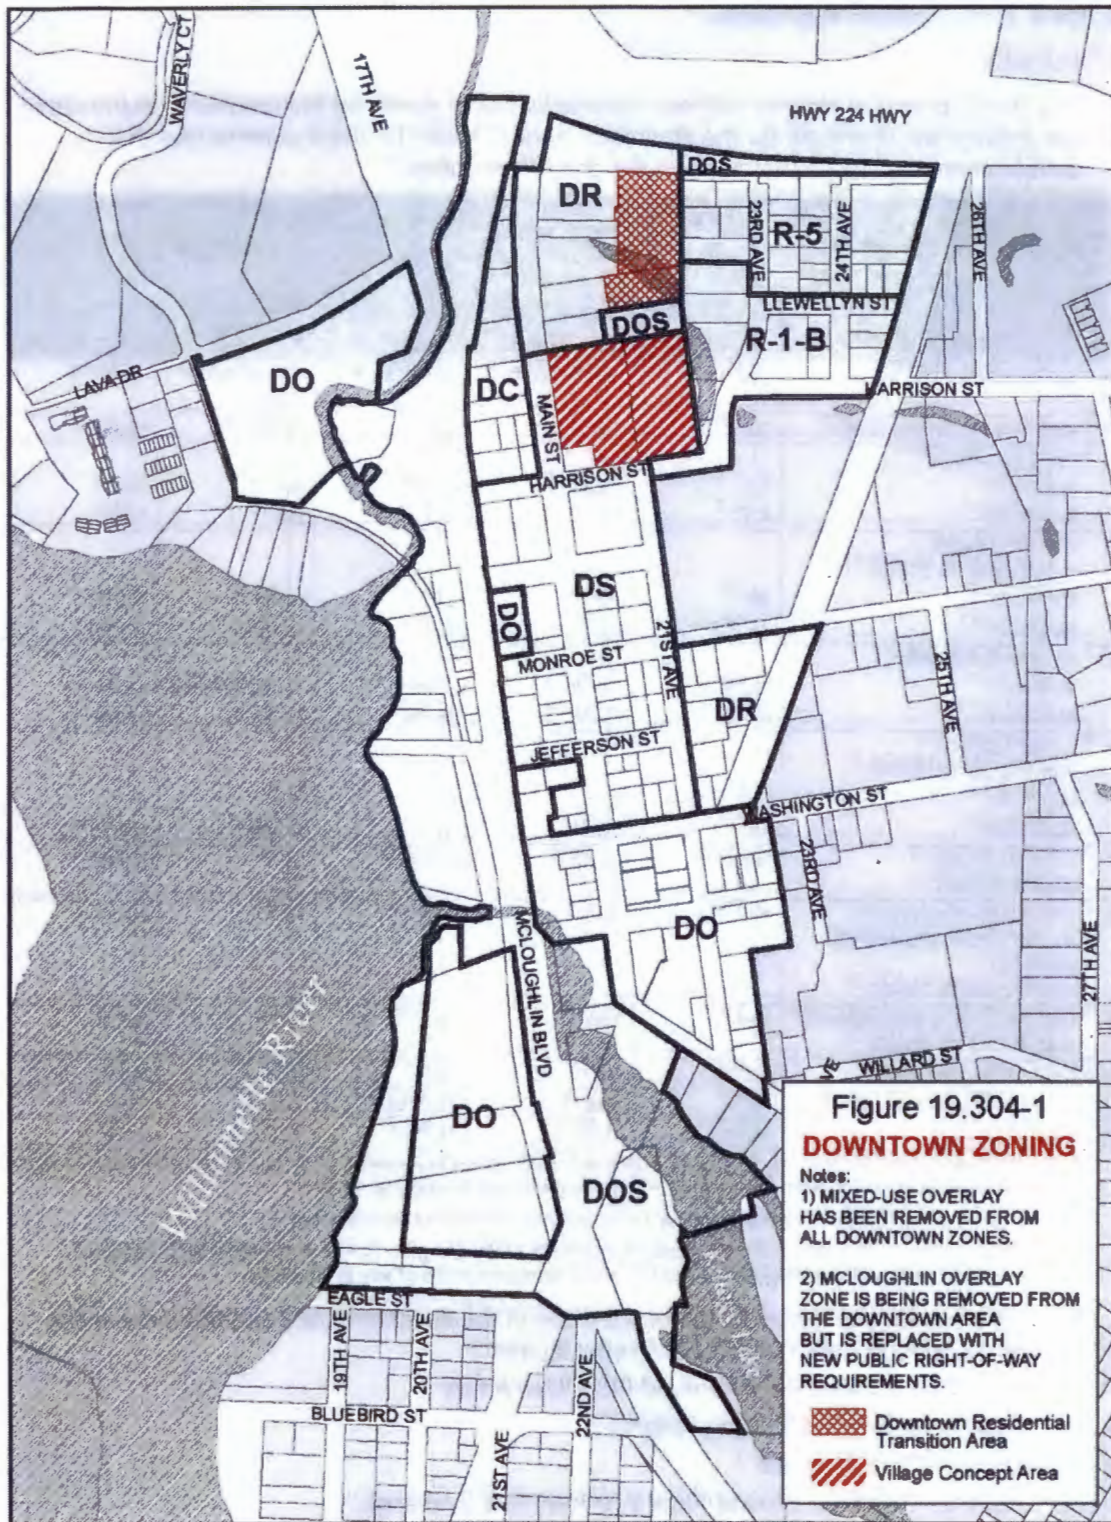 WAVERLY CT
17TH AVE
HWY 224 HWY
DOS
DR
23RD AVE
R-5
24TH AVE
26TH AVE
LLEWELLYN ST
DOS
R-1-B
HARRISON ST
LAVA DR
DO
DC
MAIN ST
HARRISON ST
DS
DO
21ST AVE
MONROE ST
25TH AVE
DR
JEFFERSON ST
WASHINGTON ST
23RD AVE
DO
27TH AVE
MCLOUGHLIN BLVD
Willamette River
WILLARD ST
VE
DO
DOS
EAGLE ST
19TH AVE
20TH AVE
22ND AVE
BLUEBIRD ST
21ST AVE
Figure 19.304-1
DOWNTOWN ZONING
Notes:
1) MIXED-USE OVERLAY
HAS BEEN REMOVED FROM
ALL DOWNTOWN ZONES.
2) MCLOUGHLIN OVERLAY
ZONE IS BEING REMOVED FROM
THE DOWNTOWN AREA
BUT IS REPLACED WITH
NEW PUBLIC RIGHT-OF-WAY
REQUIREMENTS.
Downtown Residential
Transition Area
Village Concept Area